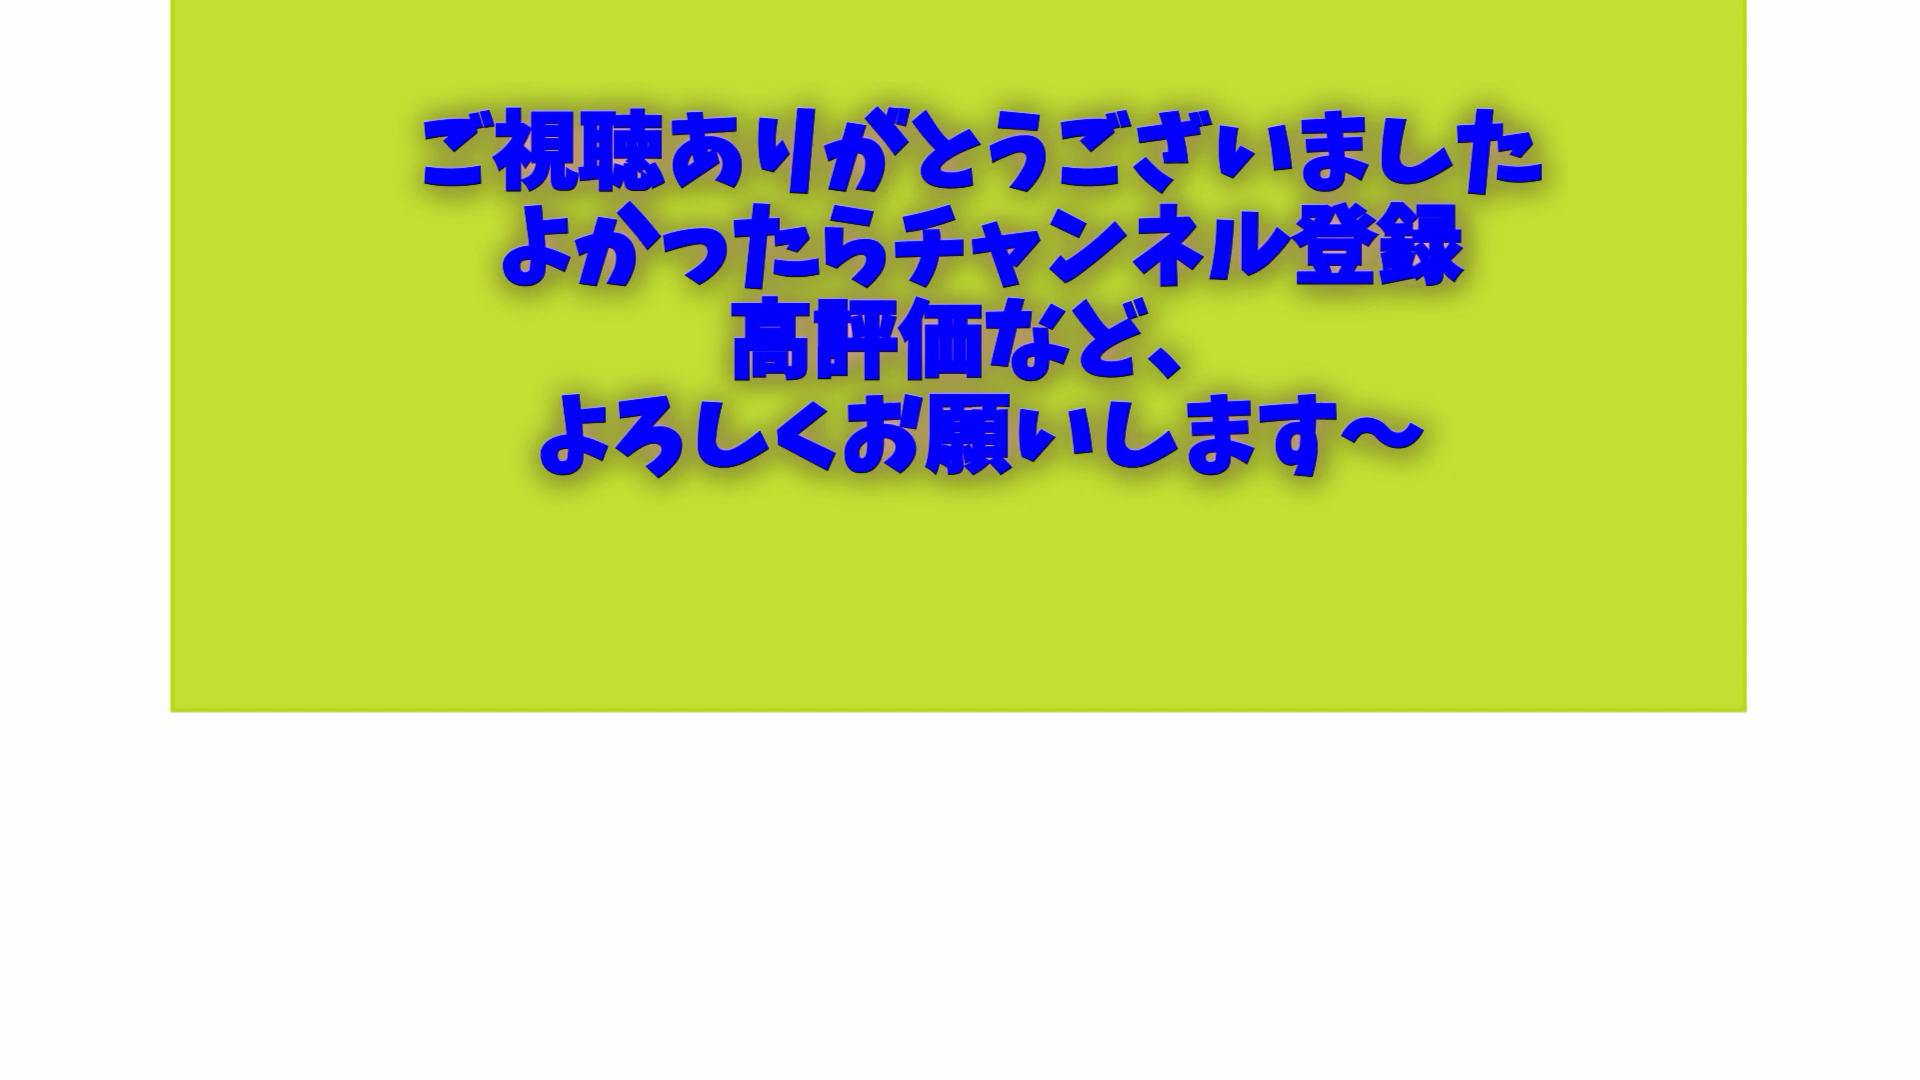 ご視聴ありがとうございました
よかったらチャンネル登録
高評価など、
よろしくお願いします～